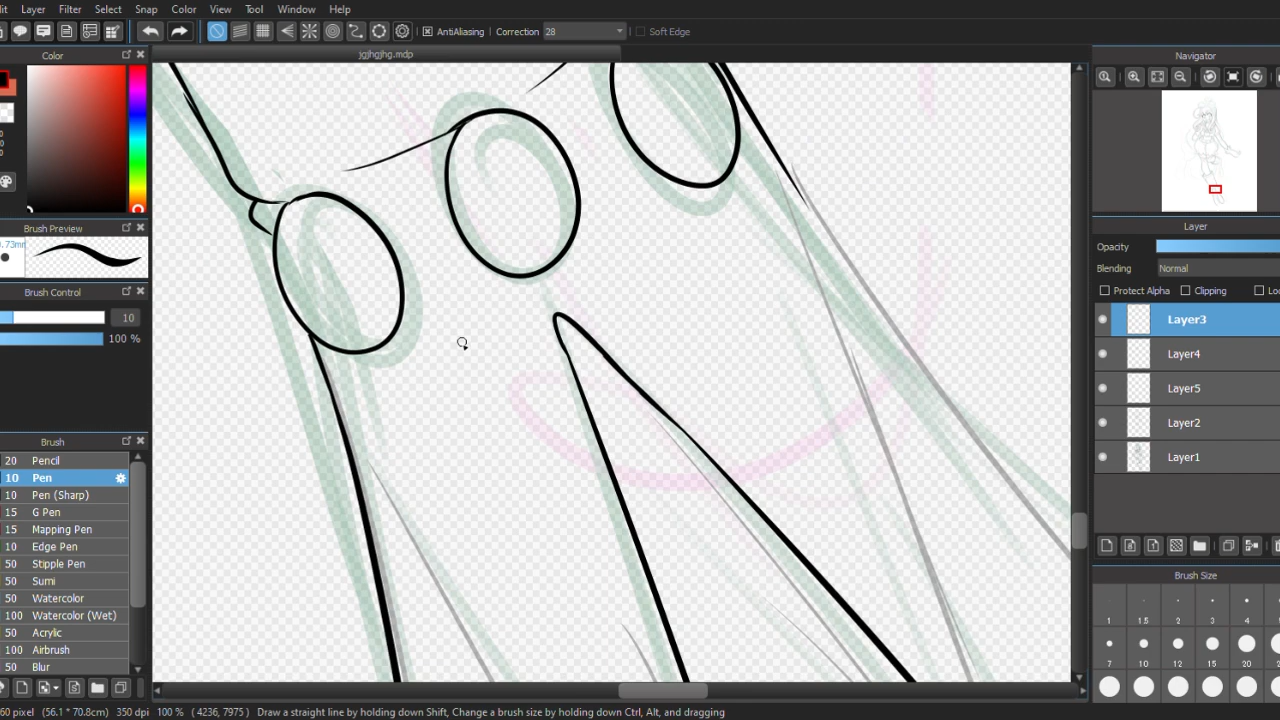 Layer Filter Select Snap Color View Tool Window Help
AntiAliasing Correction 28 Soft Edge
jgjhgjhg.mdp
Color
Brush Preview
0.73mm
Brush Control
10
100 %
Brush
20 Pencil
10 Pen
10 Pen (Sharp)
15 G Pen
15 Mapping Pen
10 Edge Pen
50 Stipple Pen
50 Sumi
50 Watercolor
100 Watercolor (Wet)
50 Acrylic
100 Airbrush
50 Blur
Navigator
Layer
Opacity
Blending Normal
Protect Alpha Clipping
Layer3
Layer4
Layer5
Layer2
Layer1
Brush Size
1 1.5 2 3 4
7 10 12 15 20
60 pixel (56.1 * 70.8cm) 350 dpi 100 % ( 4236, 7975 ) Draw a straight line by holding down Shift, Change a brush size by holding down Ctrl, Alt, and dragging